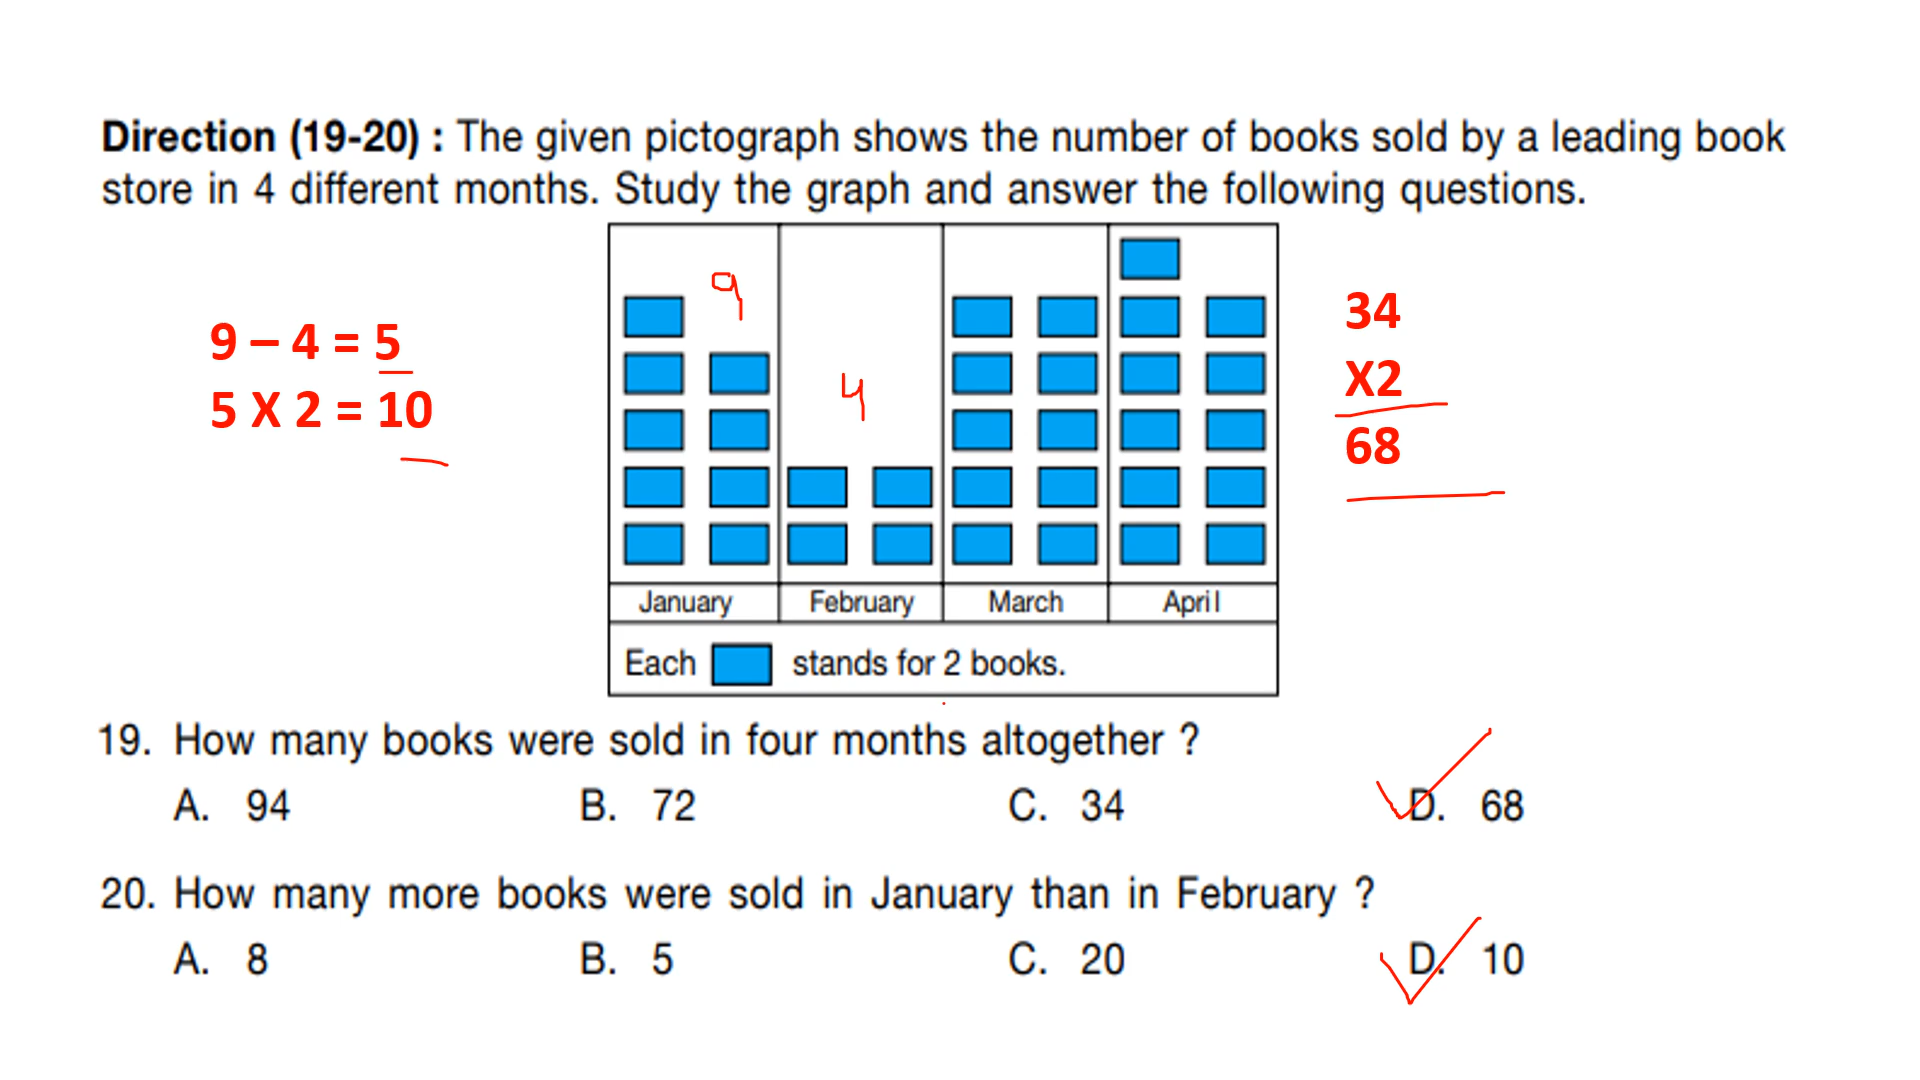 Direction (19-20) : The given pictograph shows the number of books sold by a leading book
store in 4 different months. Study the graph and answer the following questions.
9 – 4 = 5
5 X 2 = 10
9
4
34
X2
68
January February March April
Each stands for 2 books.
19. How many books were sold in four months altogether ?
A. 94 B. 72 C. 34 D. 68
20. How many more books were sold in January than in February ?
A. 8 B. 5 C. 20 D. 10